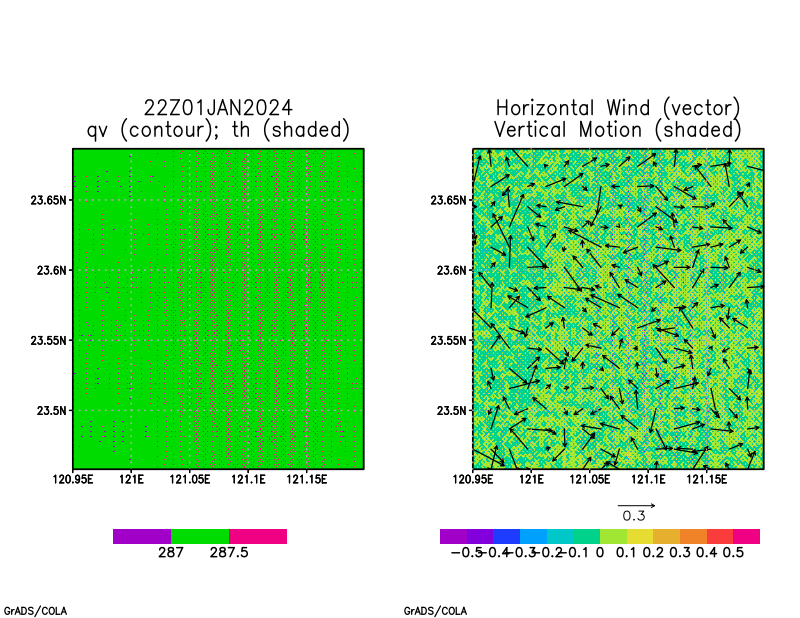 22Z01JAN2024
qv (contour); th (shaded)
23.65N
23.6N
23.55N
23.5N
120.95E 121E 121.05E 121.1E 121.15E
287 287.5
GrADS/COLA
Horizontal Wind (vector)
Vertical Motion (shaded)
23.65N
23.6N
23.55N
23.5N
120.95E 121E 121.05E 121.1E 121.15E
0.3
-0.5 -0.4 -0.3 -0.2 -0.1 0 0.1 0.2 0.3 0.4 0.5
GrADS/COLA